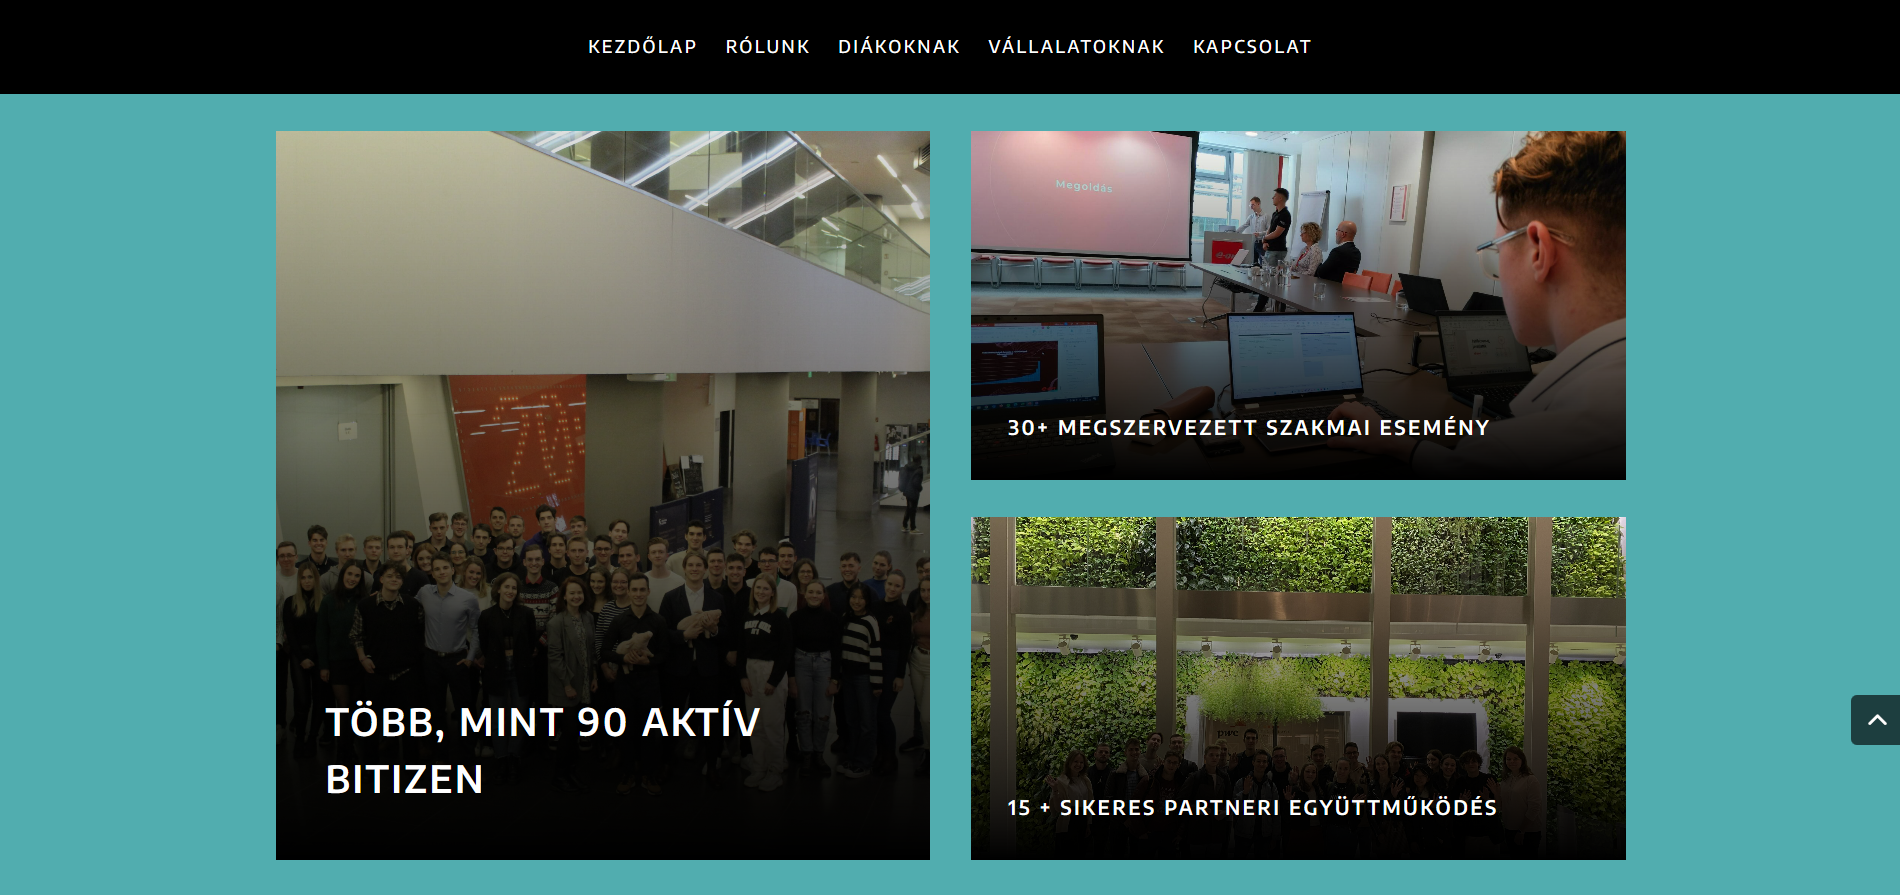 KEZDŐLAP RÓLUNK DIÁKOKNAK VÁLLALATOKNAK KAPCSOLAT
TÖBB, MINT 90 AKTÍV
BITIZEN
Megoldás
30+ MEGSZERVEZETT SZAKMAI ESEMÉNY
pwc
15 + SIKERES PARTNERI EGYÜTTMŰKÖDÉS